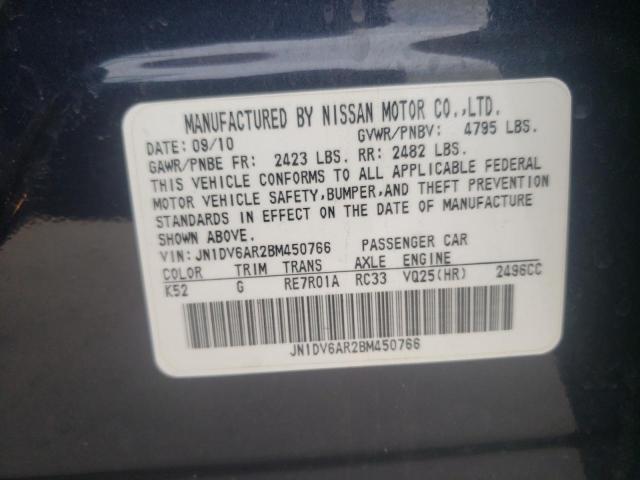 MANUFACTURED BY NISSAN MOTOR CO.,LTD.
DATE: 09/10 GVWR/PNBV: 4795 LBS.
GAWR/PNBE FR: 2423 LBS. RR: 2482 LBS.
THIS VEHICLE CONFORMS TO ALL APPLICABLE FEDERAL
MOTOR VEHICLE SAFETY,BUMPER,AND THEFT PREVENTION
STANDARDS IN EFFECT ON THE DATE OF MANUFACTURE
SHOWN ABOVE.
VIN:JN1DV6AR2BM450766 PASSENGER CAR
COLOR TRIM TRANS AXLE ENGINE
K52 G RE7R01A RC33 VQ25(HR) 2496CC
JN1DV6AR2BM450766